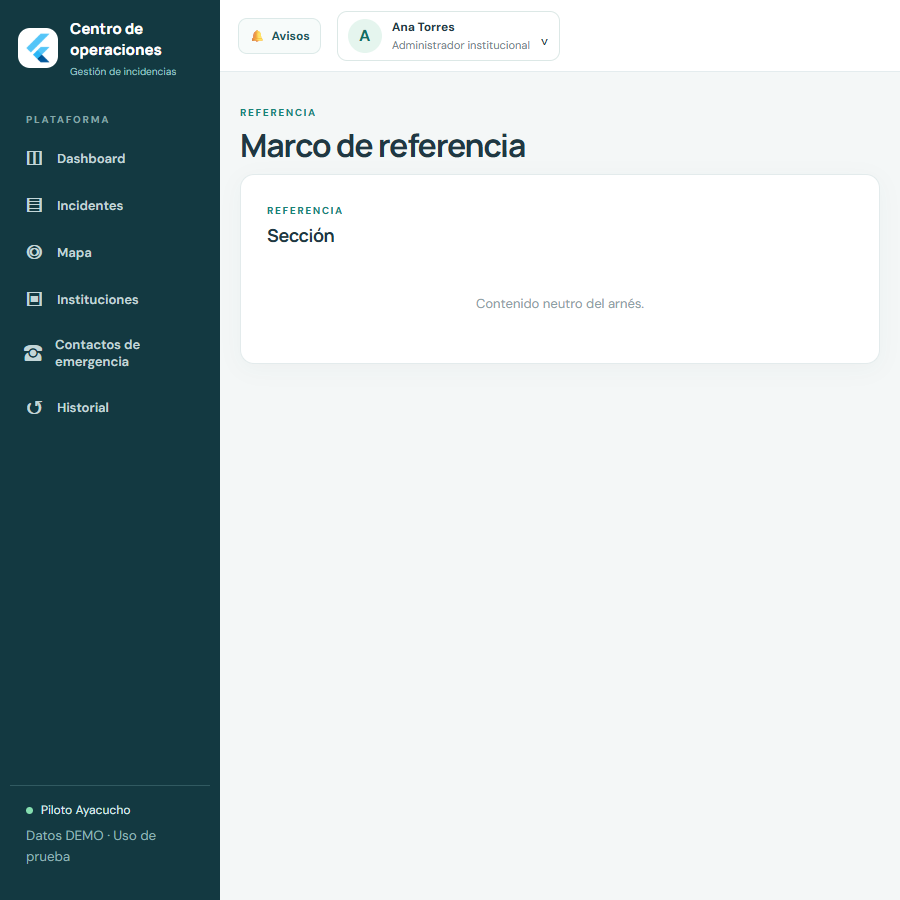 Centro de
operaciones
Gestión de incidencias
PLATAFORMA
Dashboard
Incidentes
Mapa
Instituciones
Contactos de
emergencia
Historial
Piloto Ayacucho
Datos DEMO · Uso de
prueba
Avisos
A
Ana Torres
Administrador institucional
v
REFERENCIA
Marco de referencia
REFERENCIA
Sección
Contenido neutro del arnés.